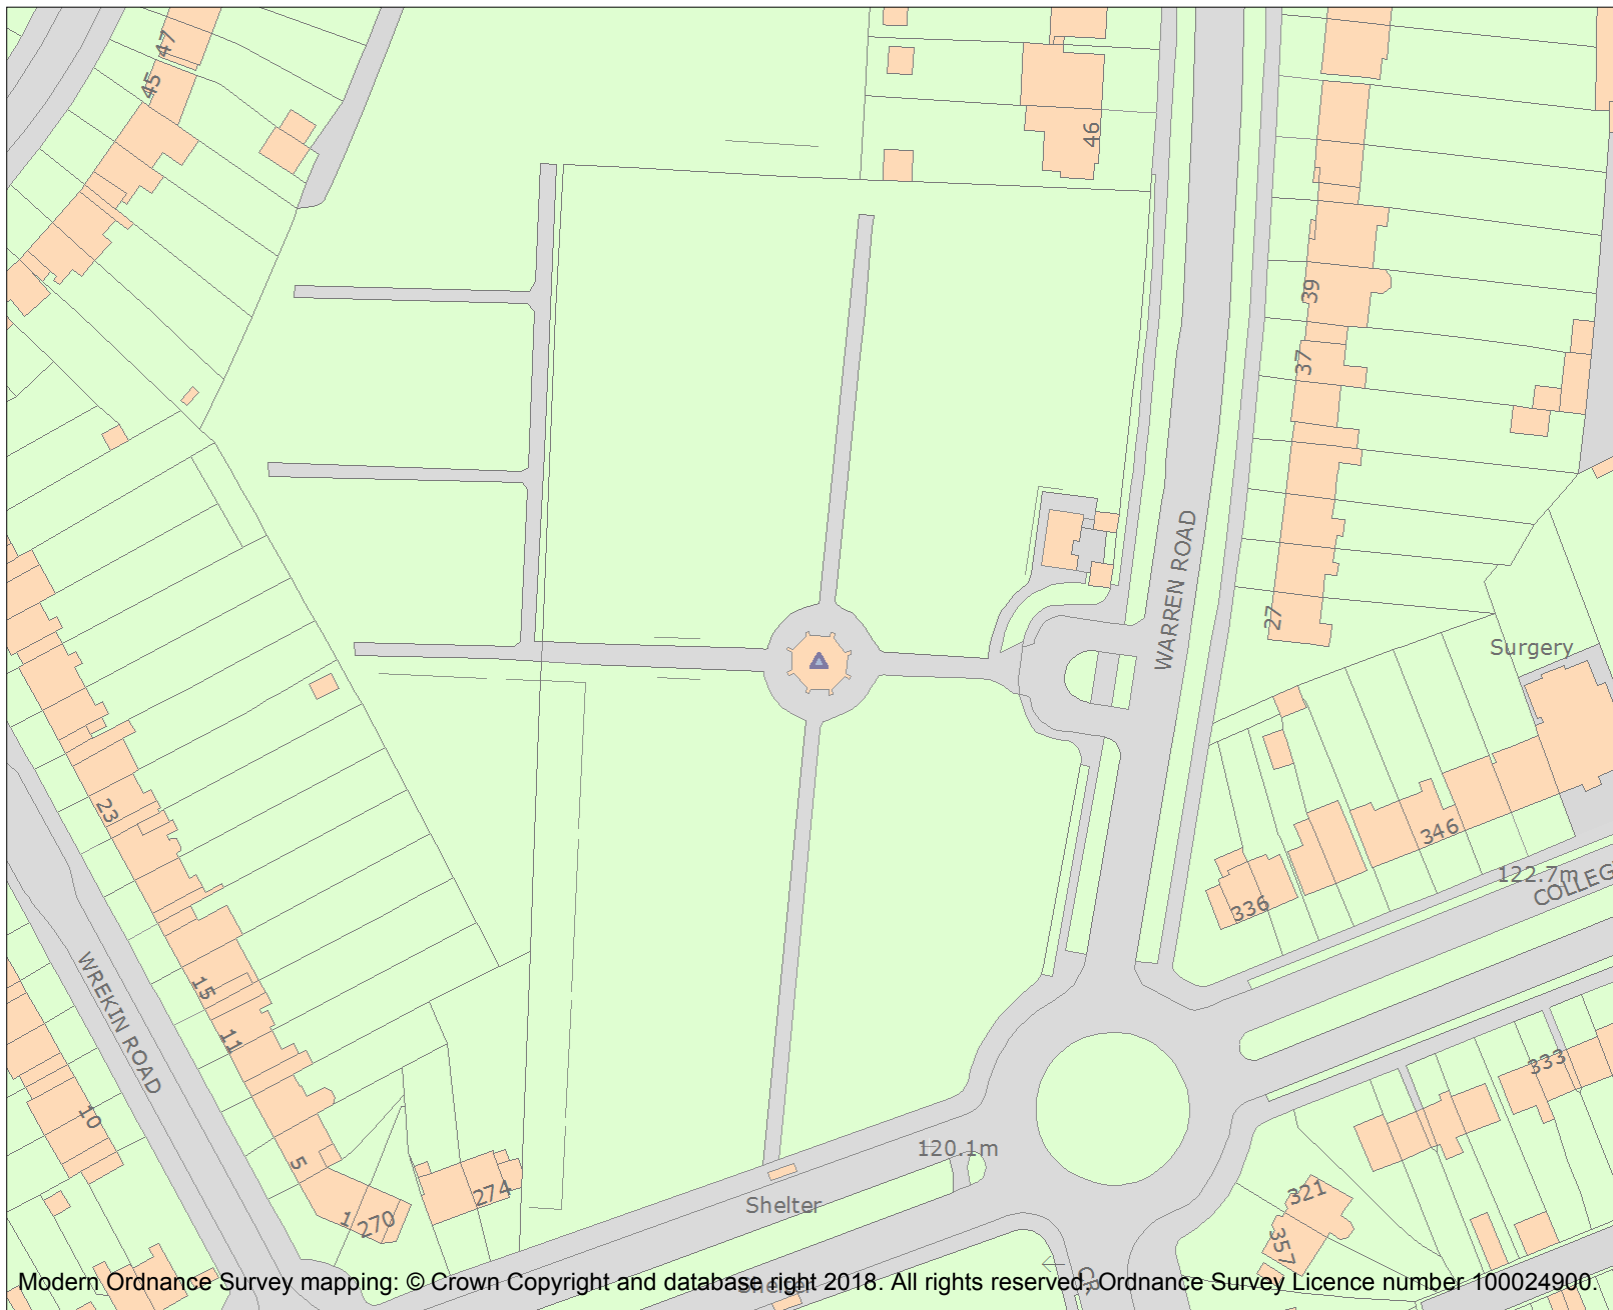 47
45
46
39
37
WARREN ROAD
27
Surgery
23
346
122.7m
COLLEG
336
15
WREKIN ROAD
11
333
10
120.1m
5
274
Shelter
321
1
270
357
CR
Shelter
Modern Ordnance Survey mapping: © Crown Copyright and database right 2018. All rights reserved, Ordnance Survey Licence number 100024900.